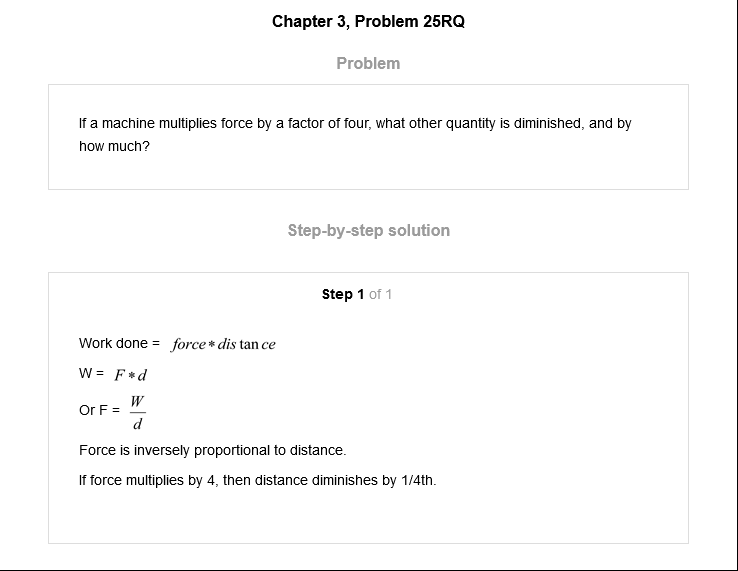 Chapter 3, Problem 25RQ
Problem
If a machine multiplies force by a factor of four, what other quantity is diminished, and by
how much?
Step-by-step solution
Step 1 of 1
Work done = force * dis tan ce
W = F * d
Or F = W/d
Force is inversely proportional to distance.
If force multiplies by 4, then distance diminishes by 1/4th.